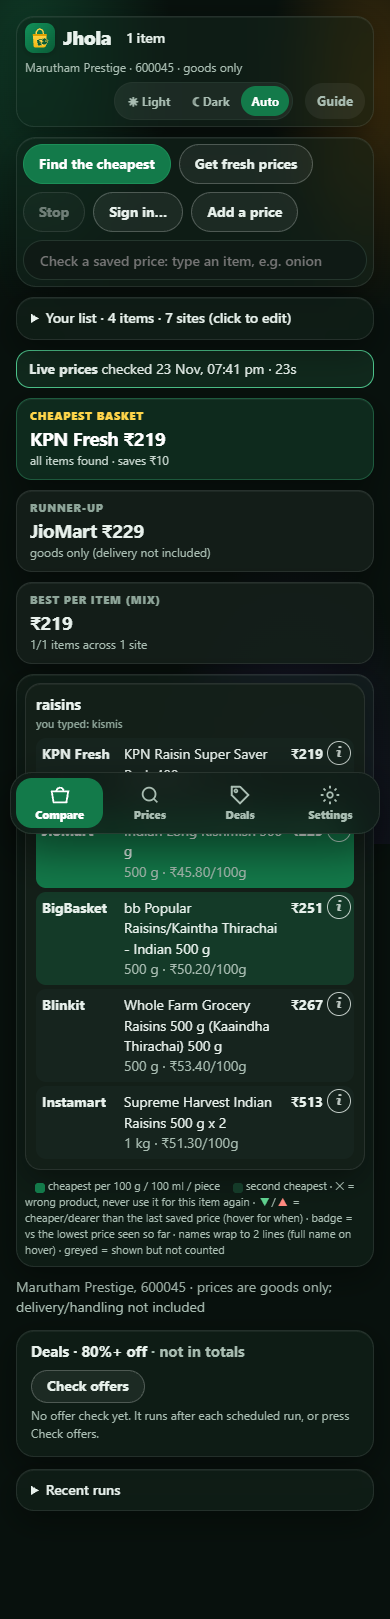 Jhola 1 item
Marutham Prestige · 600045 · goods only
Light Dark Auto Guide
Find the cheapest Get fresh prices
Stop Sign in... Add a price
Check a saved price: type an item, e.g. onion
▶ Your list · 4 items · 7 sites (click to edit)
Live prices checked 23 Nov, 07:41 pm · 23s
CHEAPEST BASKET
KPN Fresh ₹219
all items found · saves ₹10
RUNNER-UP
JioMart ₹229
goods only (delivery not included)
BEST PER ITEM (MIX)
₹219
1/1 items across 1 site
raisins
you typed: kismis
KPN Fresh KPN Raisin Super Saver ₹219 i
Compare Prices Deals Settings
g
500 g · ₹45.80/100g
BigBasket bb Popular ₹251 i
Raisins/Kaintha Thirachai
- Indian 500 g
500 g · ₹50.20/100g
Blinkit Whole Farm Grocery ₹267 i
Raisins 500 g (Kaaindha
Thirachai) 500 g
500 g · ₹53.40/100g
Instamart Supreme Harvest Indian ₹513 i
Raisins 500 g x 2
1 kg · ₹51.30/100g
cheapest per 100 g / 100 ml / piece second cheapest · ✕ =
wrong product, never use it for this item again · ▼/▲ =
cheaper/dearer than the last saved price (hover for when) · badge =
vs the lowest price seen so far · names wrap to 2 lines (full name on
hover) · greyed = shown but not counted
Marutham Prestige, 600045 · prices are goods only;
delivery/handling not included
Deals · 80%+ off · not in totals
Check offers
No offer check yet. It runs after each scheduled run, or press
Check offers.
▶ Recent runs